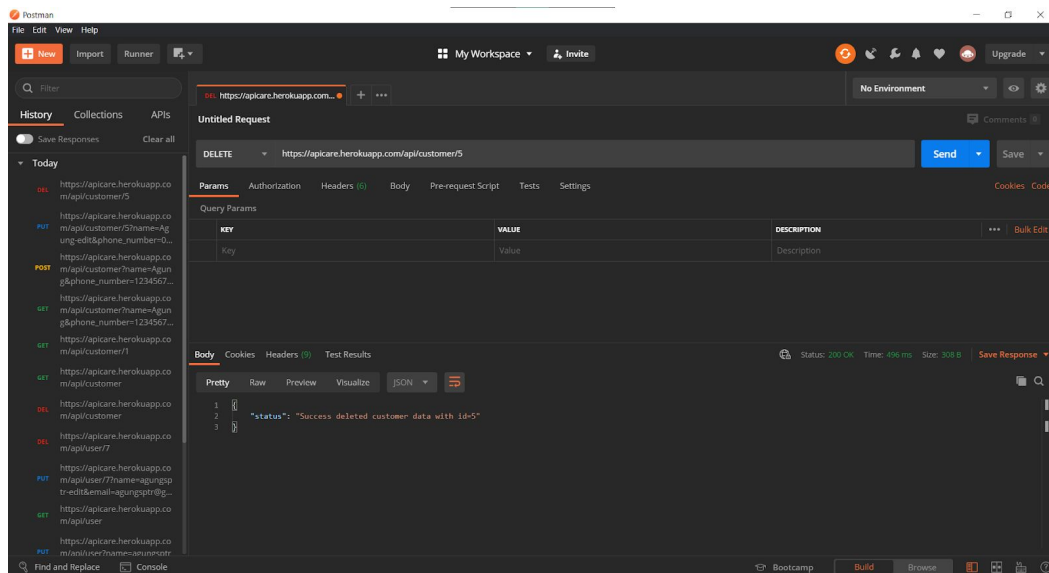 Postman
File Edit View Help
New Import Runner My Workspace Invite Upgrade
Filter
DEL https://apicare.herokuapp.com... + ••• No Environment
History Collections APIs
Untitled Request Comments 0
Save Responses Clear all
DELETE https://apicare.herokuapp.com/api/customer/5 Send Save
Today
Params Authorization Headers (6) Body Pre-request Script Tests Settings Cookies Code
Query Params
KEY VALUE DESCRIPTION ••• Bulk Edit
Key Value Description
DEL https://apicare.herokuapp.co
m/api/customer/5
https://apicare.herokuapp.co
PUT m/api/customer/5?name=Ag
ung-edit&phone_number=0...
https://apicare.herokuapp.co
POST m/api/customer?name=Agun
g&phone_number=1234567...
https://apicare.herokuapp.co
GET m/api/customer?name=Agun
g&phone_number=1234567...
GET https://apicare.herokuapp.co
m/api/customer/1
GET https://apicare.herokuapp.co
m/api/customer
DEL https://apicare.herokuapp.co
m/api/customer
DEL https://apicare.herokuapp.co
m/api/user/7
https://apicare.herokuapp.co
PUT m/api/user/7?name=agungsp
tr-edit&email=agungsptr@g...
GET https://apicare.herokuapp.co
m/api/user
https://apicare.herokuapp.co
PUT m/api/user?name=agungsptr
Body Cookies Headers (9) Test Results Status: 200 OK Time: 496 ms Size: 308 B Save Response
Pretty Raw Preview Visualize JSON
1 {
2 "status": "Success deleted customer data with id=5"
3 }
Find and Replace Console Bootcamp Build Browse